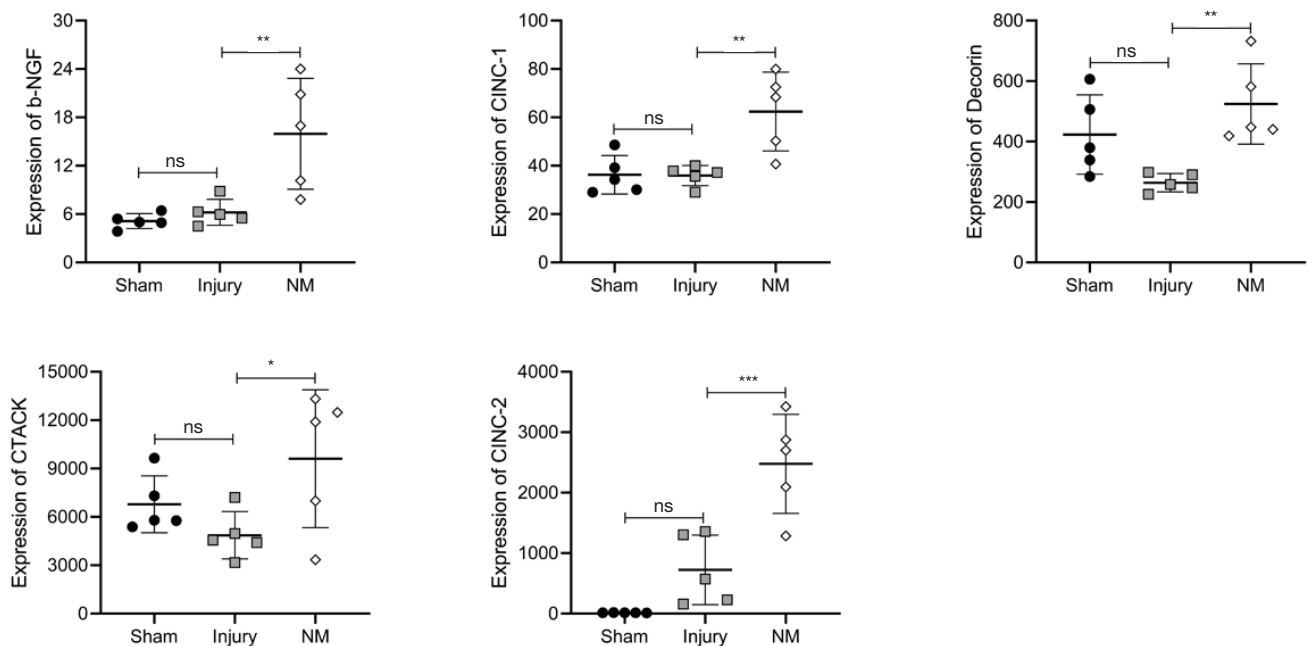 Expression of b-NGF
30
24
18
12
6
0
ns
**
Sham Injury NM
Expression of CINC-1
100
80
60
40
20
0
ns
**
Sham Injury NM
Expression of Decorin
800
600
400
200
0
ns
**
Sham Injury NM
Expression of CTACK
15000
12000
9000
6000
3000
0
ns
*
Sham Injury NM
Expression of CINC-2
4000
3000
2000
1000
0
ns
***
Sham Injury NM